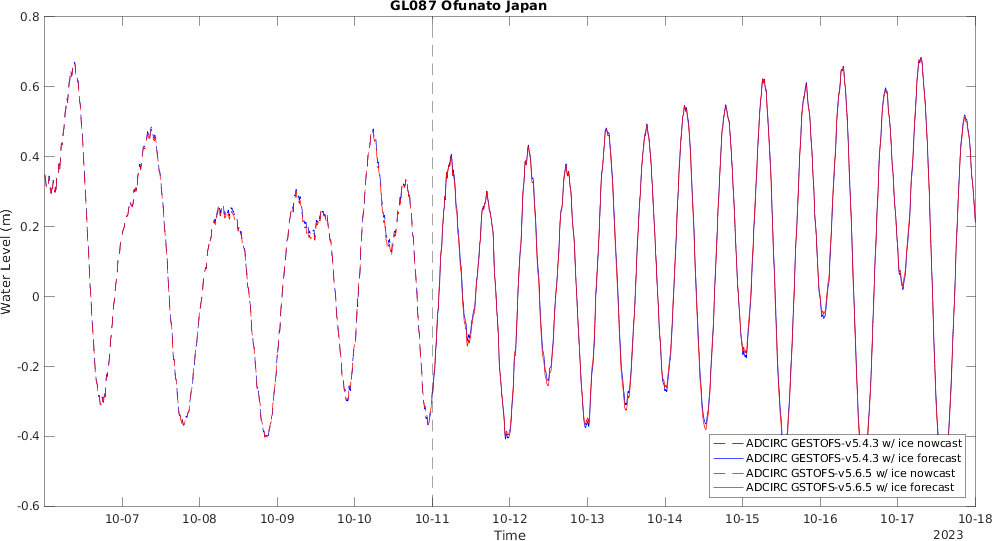 GL087 Ofunato Japan
Water Level (m)
0.8
0.6
0.4
0.2
0
-0.2
-0.4
-0.6
ADCIRC GESTOFS-v5.4.3 w/ ice nowcast
ADCIRC GESTOFS-v5.4.3 w/ ice forecast
ADCIRC GSTOFS-v5.6.5 w/ ice nowcast
ADCIRC GSTOFS-v5.6.5 w/ ice forecast
10-07 10-08 10-09 10-10 10-11 10-12 10-13 10-14 10-15 10-16 10-17 10-18
Time
2023